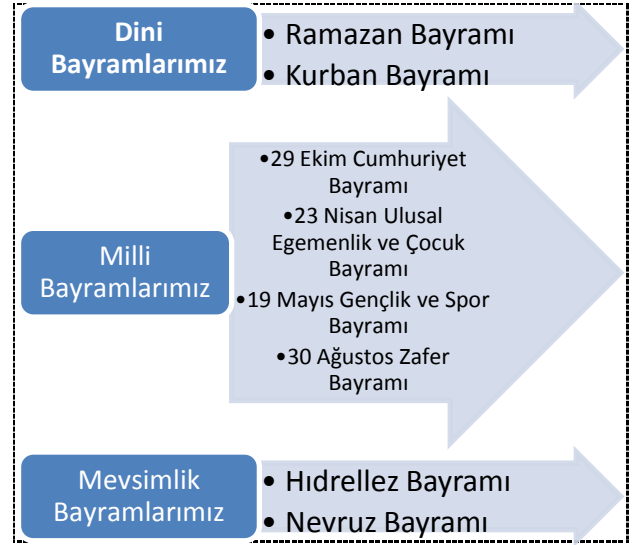 Dini
Bayramlarımız
• Ramazan Bayramı
• Kurban Bayramı
Milli
Bayramlarımız
•29 Ekim Cumhuriyet
Bayramı
•23 Nisan Ulusal
Egemenlik ve Çocuk
Bayramı
•19 Mayıs Gençlik ve Spor
Bayramı
•30 Ağustos Zafer
Bayramı
Mevsimlik
Bayramlarımız
• Hıdrellez Bayramı
• Nevruz Bayramı